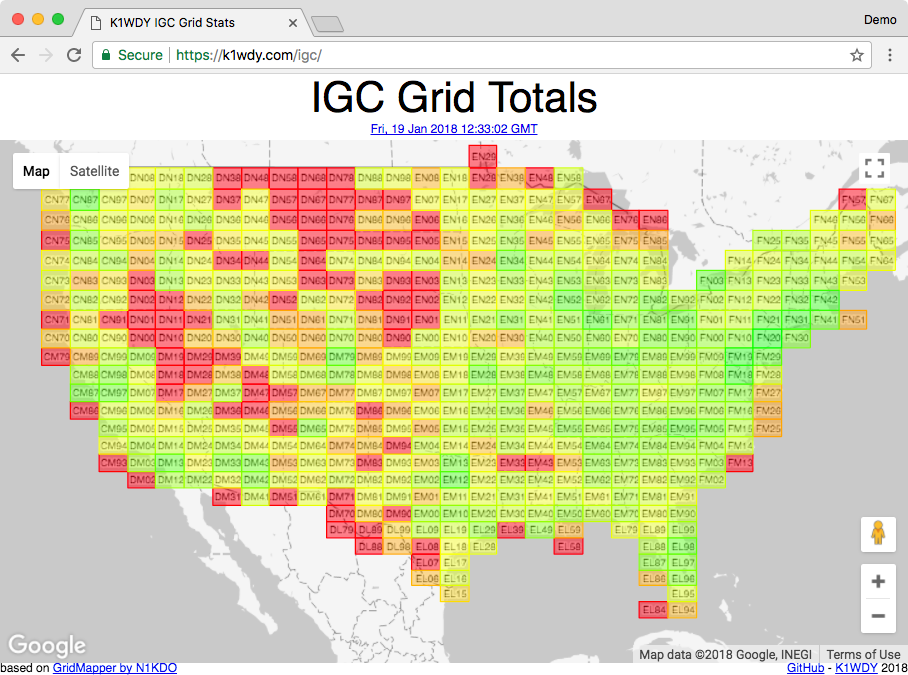 K1WDY IGC Grid Stats
Demo
Secure https://k1wdy.com/igc/
IGC Grid Totals
Fri, 19 Jan 2018 12:33:02 GMT
Map Satellite
EN29
DN08 DN18 DN28 DN38 DN48 DN58 DN68 DN78 DN88 DN98 EN08 EN18 EN28 EN38 EN48 EN58
CN77 CN87 CN97 DN07 DN17 DN27 DN37 DN47 DN57 DN67 DN77 DN87 DN97 EN07 EN17 EN27 EN37 EN47 EN57 EN67 FN57 FN67
CN76 CN86 CN96 DN06 DN16 DN26 DN36 DN46 DN56 DN66 DN76 DN86 DN96 EN06 EN16 EN26 EN36 EN46 EN56 EN66 EN76 EN86 FN46 FN56 FN66
CN75 CN85 CN95 DN05 DN15 DN25 DN35 DN45 DN55 DN65 DN75 DN85 DN95 EN05 EN15 EN25 EN35 EN45 EN55 EN65 EN75 EN85 FN25 FN35 FN45 FN55 FN65
CN74 CN84 CN94 DN04 DN14 DN24 DN34 DN44 DN54 DN64 DN74 DN84 DN94 EN04 EN14 EN24 EN34 EN44 EN54 EN64 EN74 EN84 FN14 FN24 FN34 FN44 FN54 FN64
CN73 CN83 CN93 DN03 DN13 DN23 DN33 DN43 DN53 DN63 DN73 DN83 DN93 EN03 EN13 EN23 EN33 EN43 EN53 EN63 EN73 EN83 FN03 FN13 FN23 FN33 FN43 FN53
CN72 CN82 CN92 DN02 DN12 DN22 DN32 DN42 DN52 DN62 DN72 DN82 DN92 EN02 EN12 EN22 EN32 EN42 EN52 EN62 EN72 EN82 EN92 FN02 FN12 FN22 FN32 FN42
CN71 CN81 CN91 DN01 DN11 DN21 DN31 DN41 DN51 DN61 DN71 DN81 DN91 EN01 EN11 EN21 EN31 EN41 EN51 EN61 EN71 EN81 EN91 FN01 FN11 FN21 FN31 FN41 FN51
CN70 CN80 CN90 DN00 DN10 DN20 DN30 DN40 DN50 DN60 DN70 DN80 DN90 EN00 EN10 EN20 EN30 EN40 EN50 EN60 EN70 EN80 EN90 FN00 FN10 FN20 FN30
CM79 CM89 CM99 DM09 DM19 DM29 DM39 DM49 DM59 DM69 DM79 DM89 DM99 EM09 EM19 EM29 EM39 EM49 EM59 EM69 EM79 EM89 EM99 FM09 FM19 FM29
CM88 CM98 DM08 DM18 DM28 DM38 DM48 DM58 DM68 DM78 DM88 DM98 EM08 EM18 EM28 EM38 EM48 EM58 EM68 EM78 EM88 EM98 FM08 FM18 FM28
CM87 CM97 DM07 DM17 DM27 DM37 DM47 DM57 DM67 DM77 DM87 DM97 EM07 EM17 EM27 EM37 EM47 EM57 EM67 EM77 EM87 EM97 FM07 FM17 FM27
CM86 CM96 DM06 DM16 DM26 DM36 DM46 DM56 DM66 DM76 DM86 DM96 EM06 EM16 EM26 EM36 EM46 EM56 EM66 EM76 EM86 EM96 FM06 FM16 FM26
CM95 DM05 DM15 DM25 DM35 DM45 DM55 DM65 DM75 DM85 DM95 EM05 EM15 EM25 EM35 EM45 EM55 EM65 EM75 EM85 EM95 FM05 FM15 FM25
CM94 DM04 DM14 DM24 DM34 DM44 DM54 DM64 DM74 DM84 DM94 EM04 EM14 EM24 EM34 EM44 EM54 EM64 EM74 EM84 EM94 FM04 FM14
CM93 DM03 DM13 DM23 DM33 DM43 DM53 DM63 DM73 DM83 DM93 EM03 EM13 EM23 EM33 EM43 EM53 EM63 EM73 EM83 EM93 FM03 FM13
DM02 DM12 DM22 DM32 DM42 DM52 DM62 DM72 DM82 DM92 EM02 EM12 EM22 EM32 EM42 EM52 EM62 EM72 EM82 EM92 FM02
DM31 DM41 DM51 DM61 DM71 DM81 DM91 EM01 EM11 EM21 EM31 EM41 EM51 EM61 EM71 EM81 EM91
DM70 DM80 DM90 EM00 EM10 EM20 EM30 EM40 EM50 EM60 EM70 EM80 EM90
DL79 DL89 DL99 EL09 EL19 EL29 EL39 EL49 EL59 EL79 EL89 EL99
DL88 DL98 EL08 EL18 EL28 EL58 EL88 EL98
EL07 EL17 EL87 EL97
EL06 EL16 EL86 EL96
EL15 EL95
EL84 EL94
Google
Map data ©2018 Google, INEGI Terms of Use
based on GridMapper by N1KDO
GitHub - K1WDY 2018